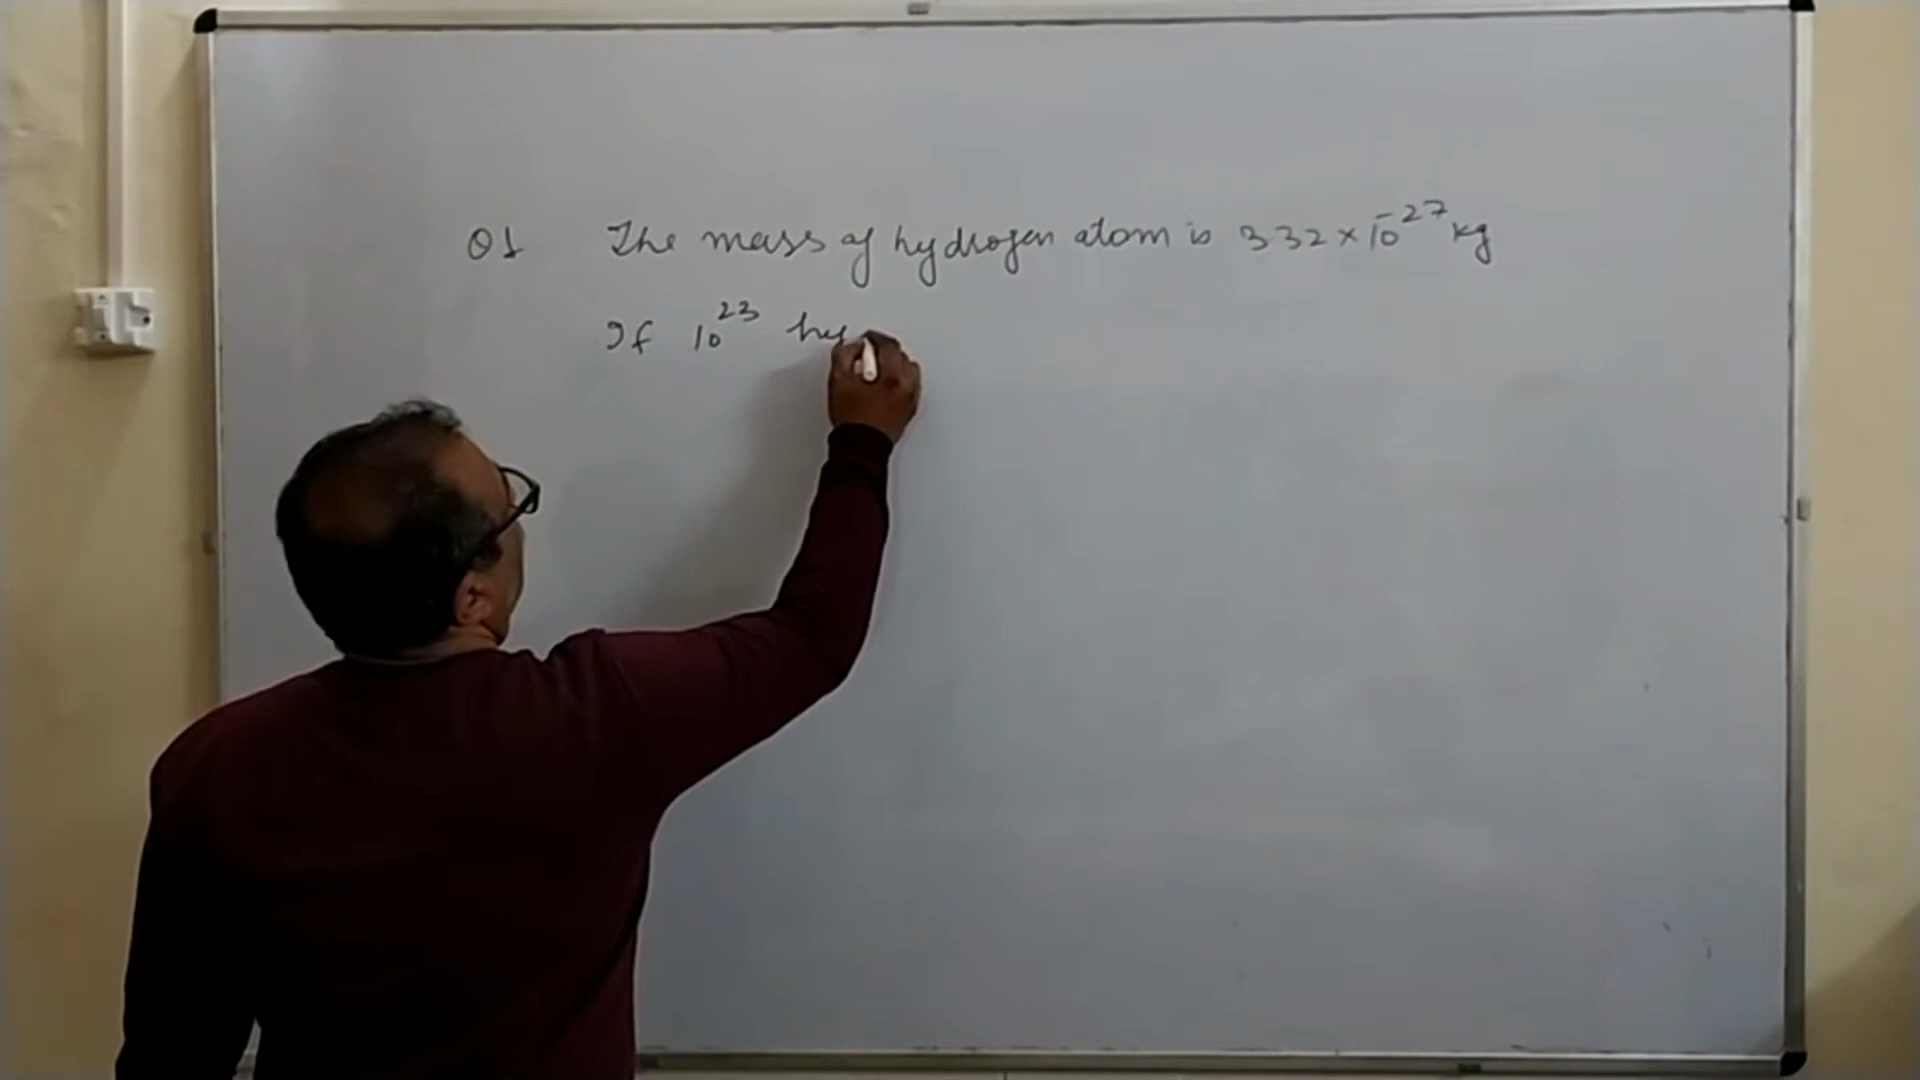 Q1 The mass of hydrogen atom is 3.32 × 10⁻²⁷ kg
If 10²³ hy